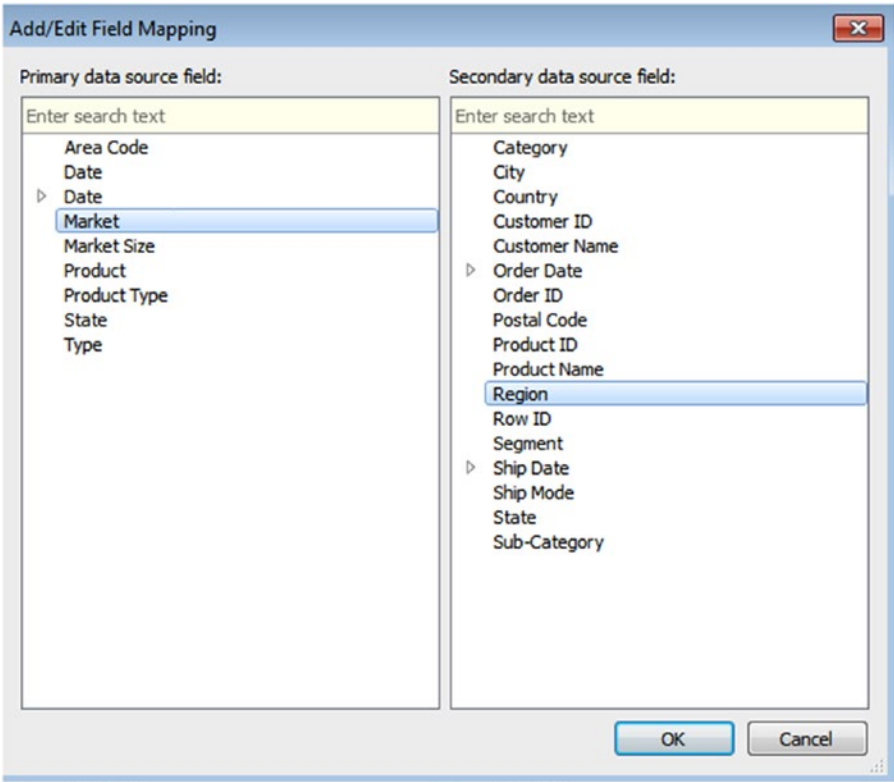 Add/Edit Field Mapping
Primary data source field:
Enter search text
Area Code
Date
Date
Market
Market Size
Product
Product Type
State
Type
Secondary data source field:
Enter search text
Category
City
Country
Customer ID
Customer Name
Order Date
Order ID
Postal Code
Product ID
Product Name
Region
Row ID
Segment
Ship Date
Ship Mode
State
Sub-Category
OK
Cancel